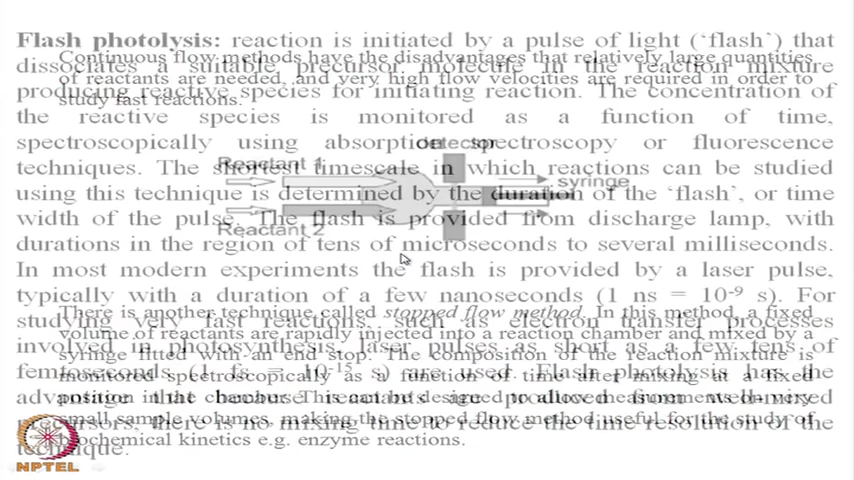 Flash photolysis: reaction is initiated by a pulse of light (‘flash’) that
dissociates a suitable precursor molecule in the reaction mixture
producing reactive species for initiating reaction. The concentration of
the reactive species is monitored as a function of time,
spectroscopically using absorption spectroscopy or fluorescence
techniques. The shortest timescale in which reactions can be studied
using this technique is determined by the duration of the ‘flash’, or time
width of the pulse. The flash is provided from discharge lamp, with
durations in the region of tens of microseconds to several milliseconds.
In most modern experiments the flash is provided by a laser pulse,
typically with a duration of a few nanoseconds (1 ns = 10-9 s). For
studying very fast reactions, such as electron transfer processes
involved in photosynthesis, laser pulses as short as a few tens of
femtoseconds (1 fs = 10-15 s) are used. Flash photolysis has the
advantage that because reactants are produced from well-mixed
precursors, there is no mixing time to reduce the time resolution of the
technique.
Continuous flow methods have the disadvantages that relatively large quantities
of reactants are needed, and very high flow velocities are required in order to
study fast reactions.
detector
Reactant 1
syringe
Reactant 2
There is another technique called stopped flow method. In this method, a fixed
volume of reactants are rapidly injected into a reaction chamber and mixed by a
syringe fitted with an end stop. The composition of the reaction mixture is
monitored spectroscopically as a function of time after mixing at a fixed
position in the chamber. This can be designed to allow measurements on very
small sample volumes, making the stopped flow method useful for the study of
biochemical kinetics e.g. enzyme reactions.
NPTEL